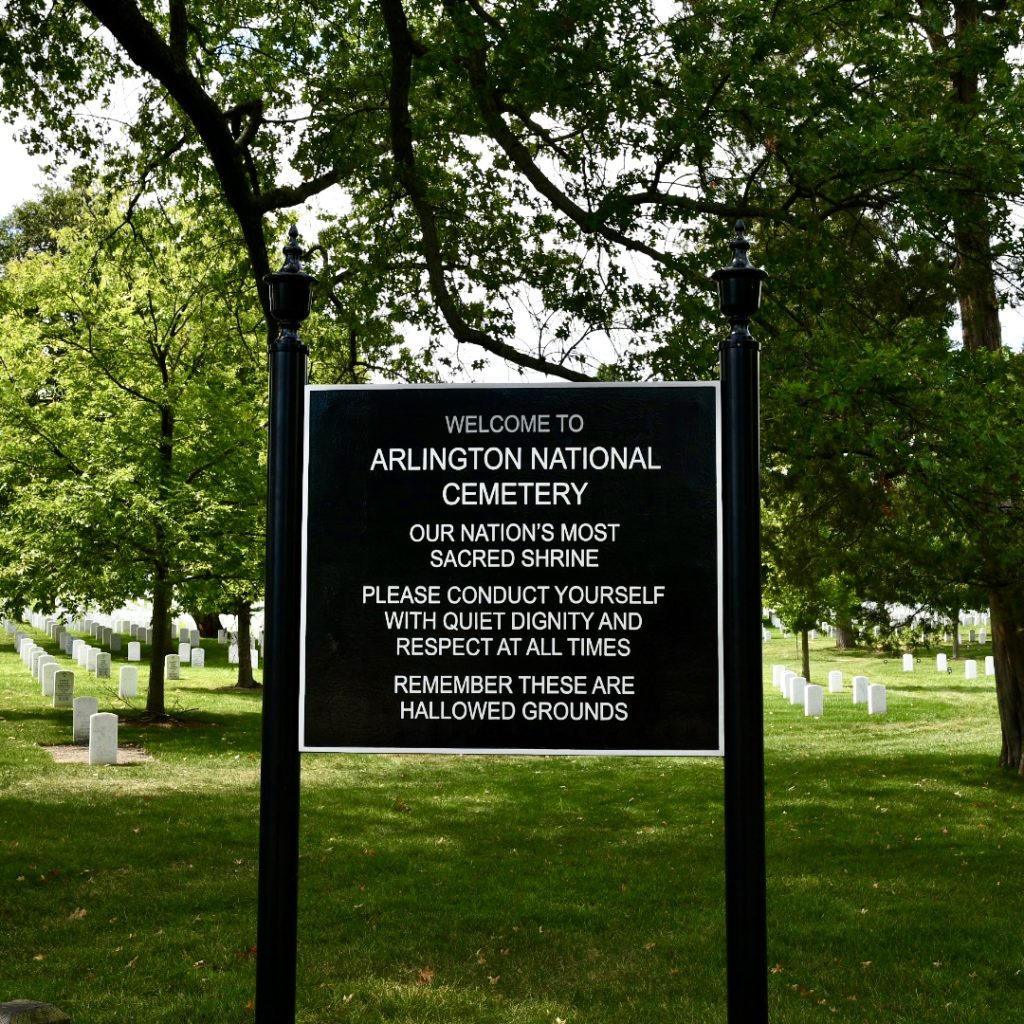 WELCOME TO
ARLINGTON NATIONAL
CEMETERY
OUR NATION'S MOST
SACRED SHRINE
PLEASE CONDUCT YOURSELF
WITH QUIET DIGNITY AND
RESPECT AT ALL TIMES
REMEMBER THESE ARE
HALLOWED GROUNDS